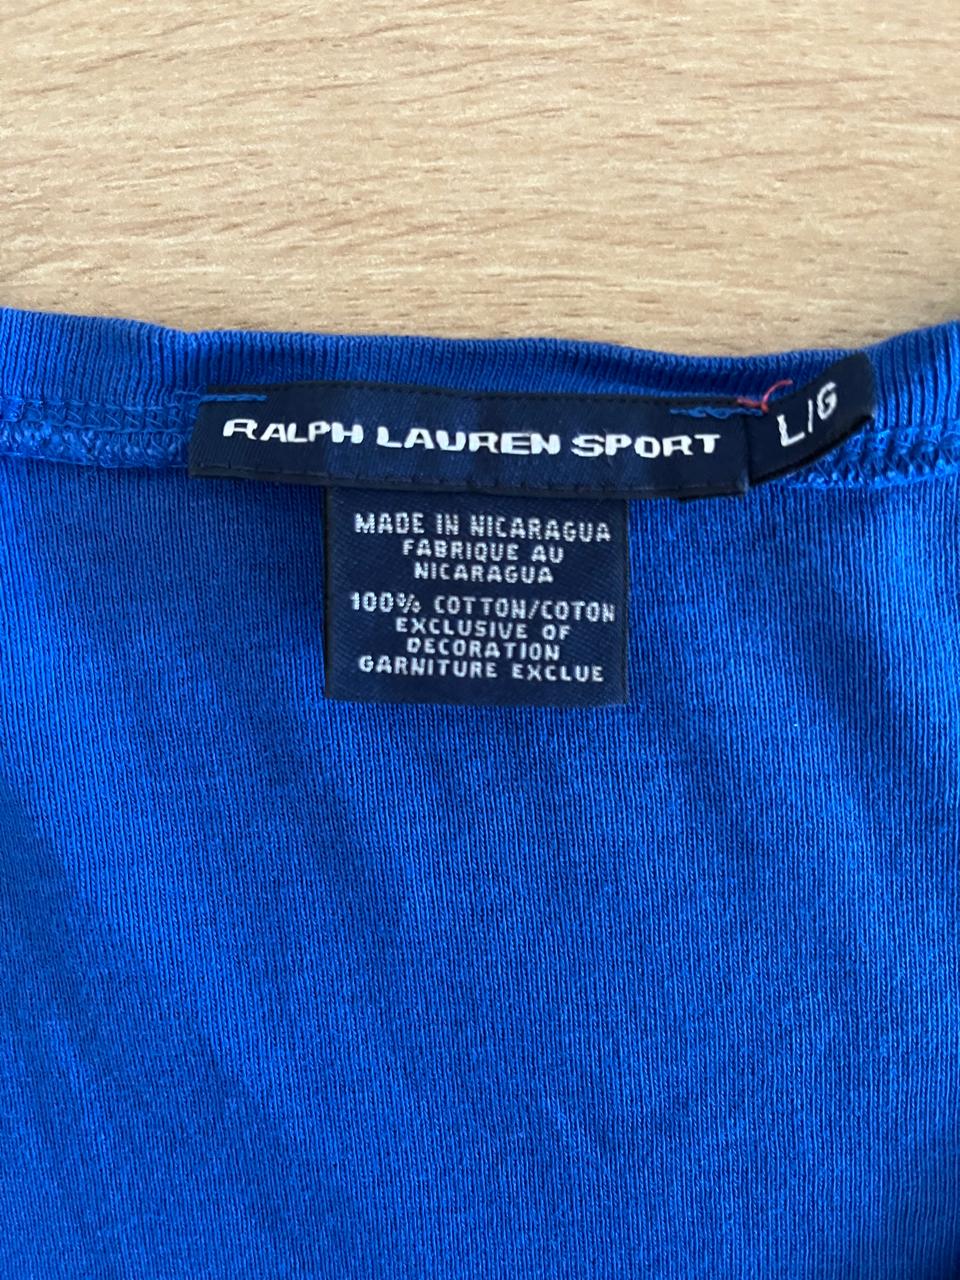 RALPH LAUREN SPORT
L/G
MADE IN NICARAGUA
FABRIQUE AU
NICARAGUA
100% COTTON/COTON
EXCLUSIVE OF
DECORATION
GARNITURE EXCLUE